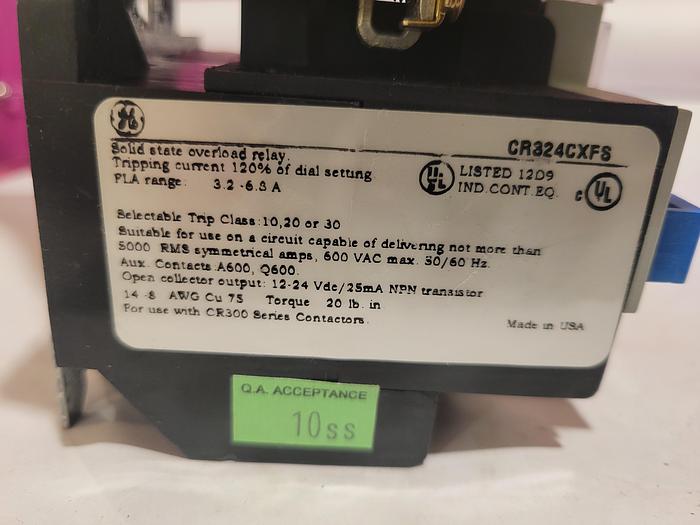 GE
CR324CXFS
Solid state overload relay.
Tripping current 120% of dial setting
FLA range: 3.2 -6.8 A
UL LISTED 12D9
IND.CONT.EQ. c UL
Selectable Trip Class:10,20 or 30
Suitable for use on a circuit capable of delivering not more than
5000 RMS symmetrical amps, 600 VAC max. 50/60 Hz.
Aux. Contacts:A600, Q600.
Open collector output: 12-24 Vdc/25mA NPN transistor
14 -8 AWG Cu 75 Torque 20 lb. in
For use with CR300 Series Contactors.
Made in USA
Q.A. ACCEPTANCE
10ss